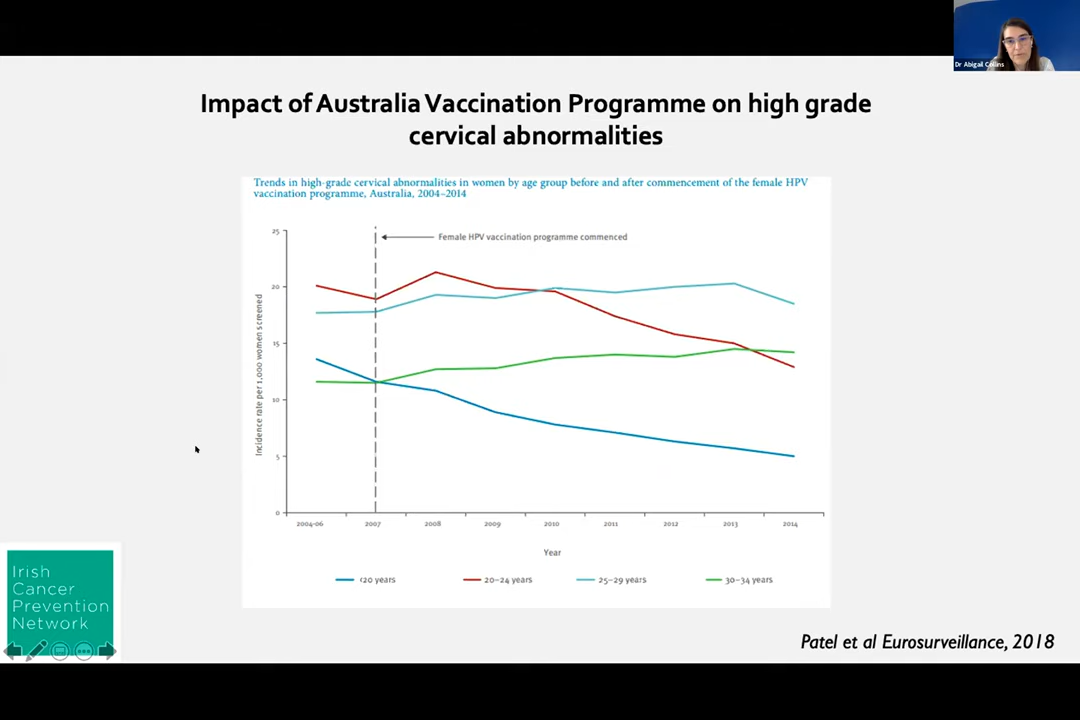 Dr Abigail Collins
Impact of Australia Vaccination Programme on high grade
cervical abnormalities
Trends in high-grade cervical abnormalities in women by age group before and after commencement of the female HPV
vaccination programme, Australia, 2004–2014
Female HPV vaccination programme commenced
Incidence rate per 1,000 women screened
25
20
15
10
5
0
2004-06 2007 2008 2009 2010 2011 2012 2013 2014
Year
<20 years 20–24 years 25–29 years 30–34 years
Irish
Cancer
Prevention
Network
Patel et al Eurosurveillance, 2018